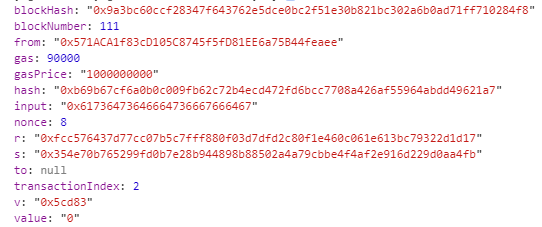 blockHash: "0x9a3bc60ccf28347f643762e5dce0bc2f51e30b821bc302a6b0ad71ff710284f8"
blockNumber: 111
from: "0x571ACA1f83cD105C8745f5fD81EE6a75B44feaee"
gas: 90000
gasPrice: "1000000000"
hash: "0xb69b67cf6a0b0c009fb62c72b4ecd472fd6bcc7708a426af55964abdd49621a7"
input: "0x61736473646664736667666467"
nonce: 8
r: "0xfcc576437d77cc07b5c7fff880f03d7dfd2c80f1e460c061e613bc79322d1d17"
s: "0x354e70b765299fd0b7e28b944898b88502a4a79cbbe4f4af2e916d229d0aa4fb"
to: null
transactionIndex: 2
v: "0x5cd83"
value: "0"